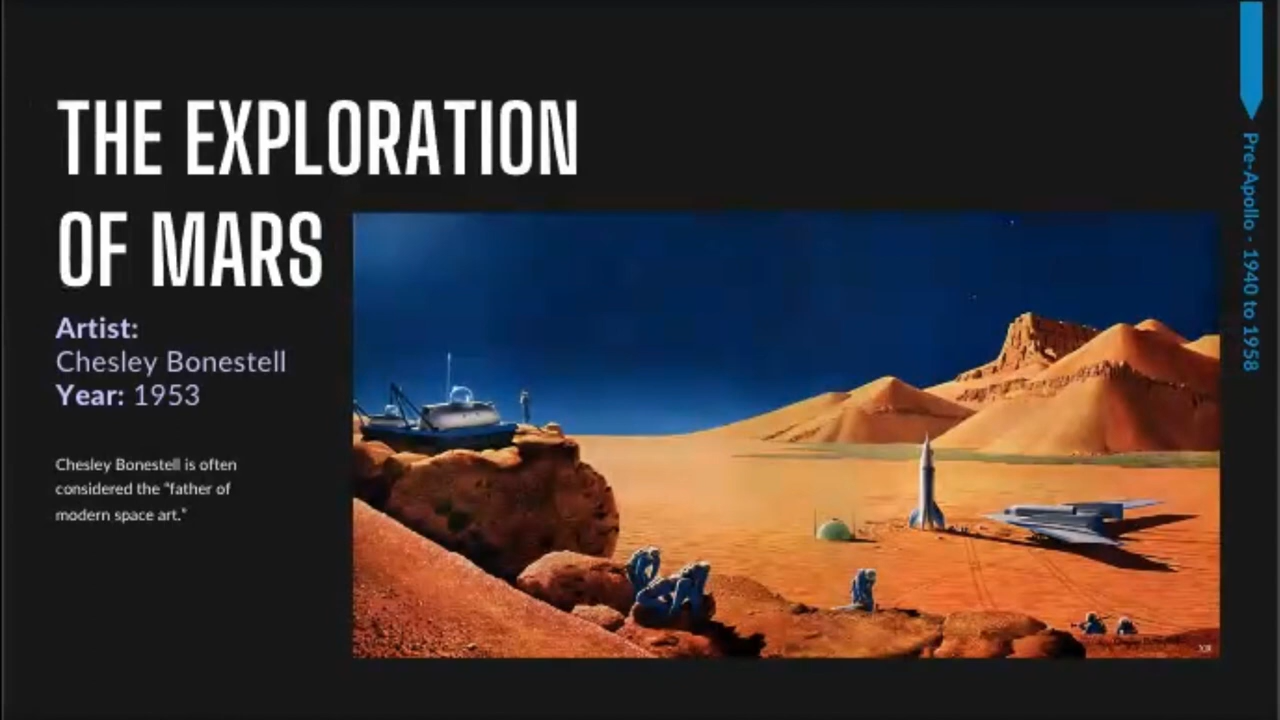 THE EXPLORATION
OF MARS
Artist:
Chesley Bonestell
Year: 1953
Chesley Bonestell is often
considered the "father of
modern space art."
Pre-Apollo - 1940 to 1958